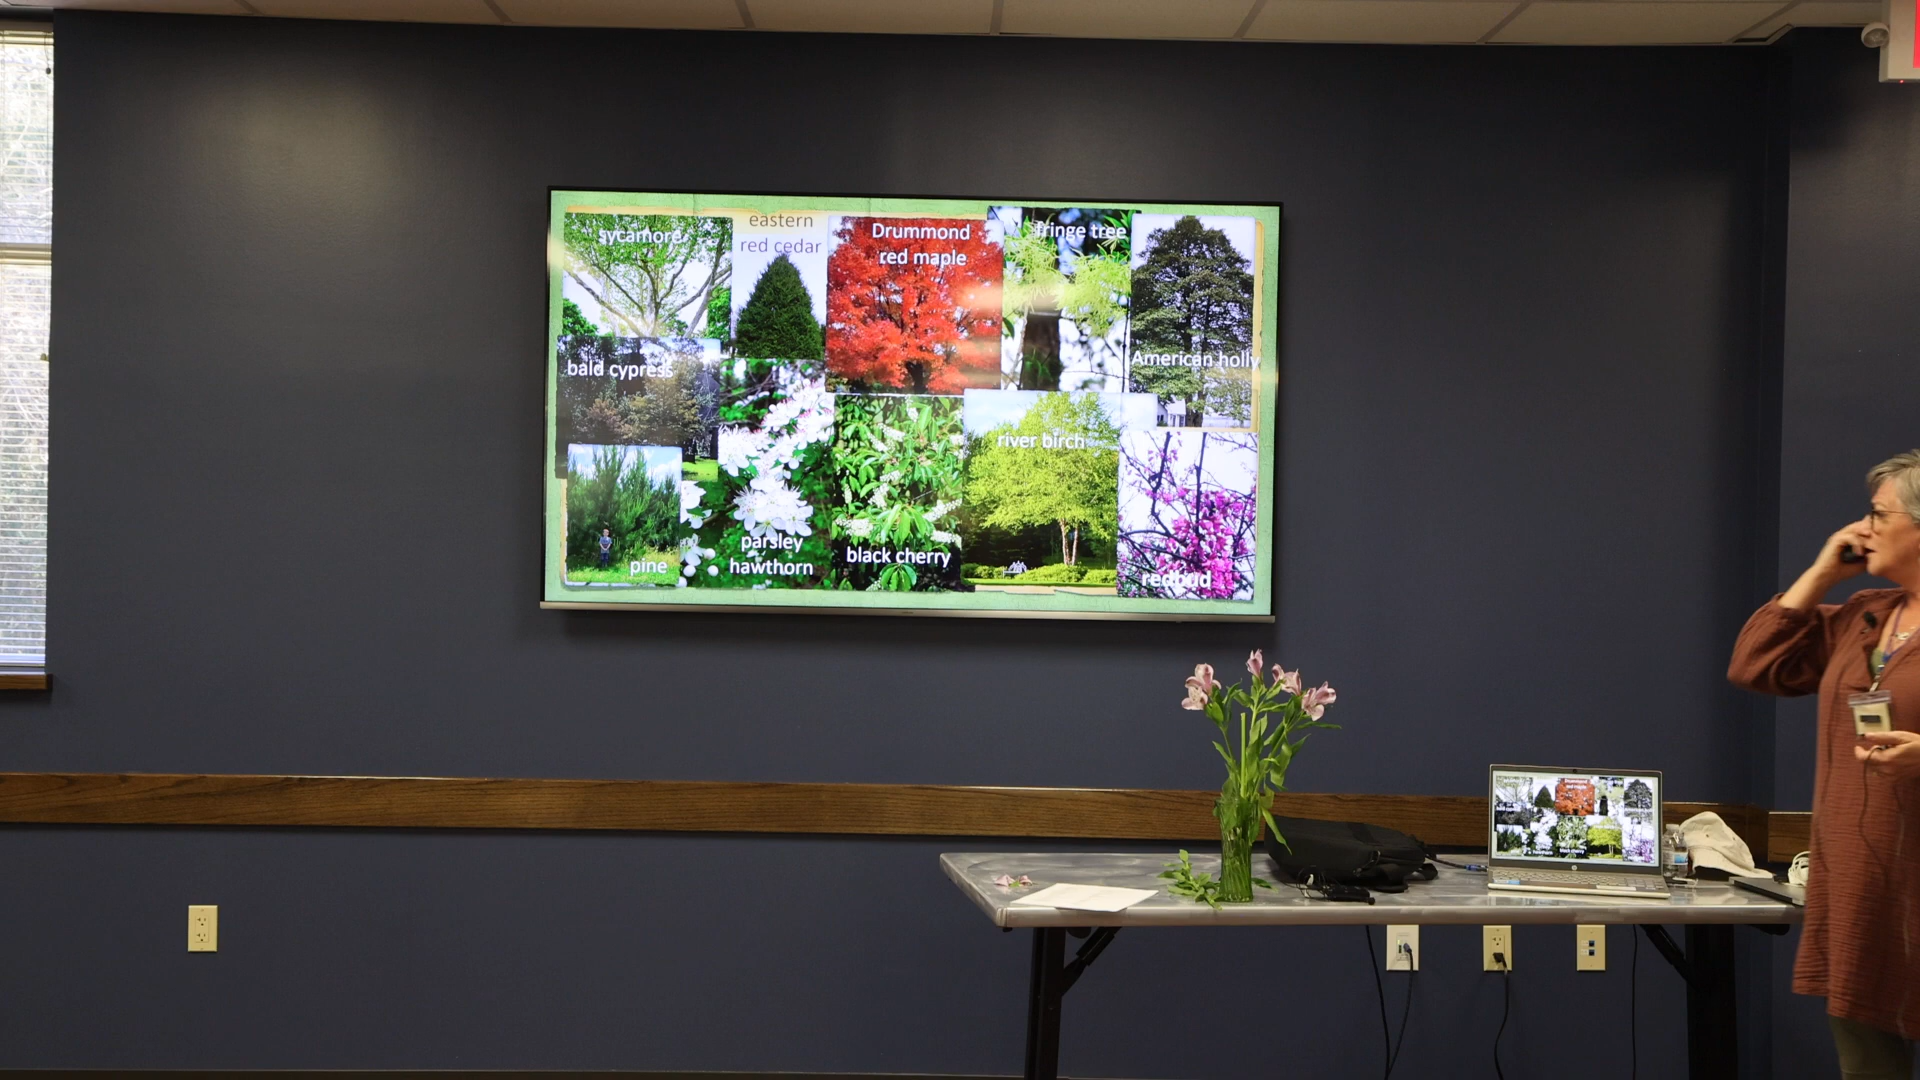 sycamore
eastern
red cedar
Drummond
red maple
fringe tree
American holly
bald cypress
river birch
parsley
hawthorn
black cherry
pine
redbud